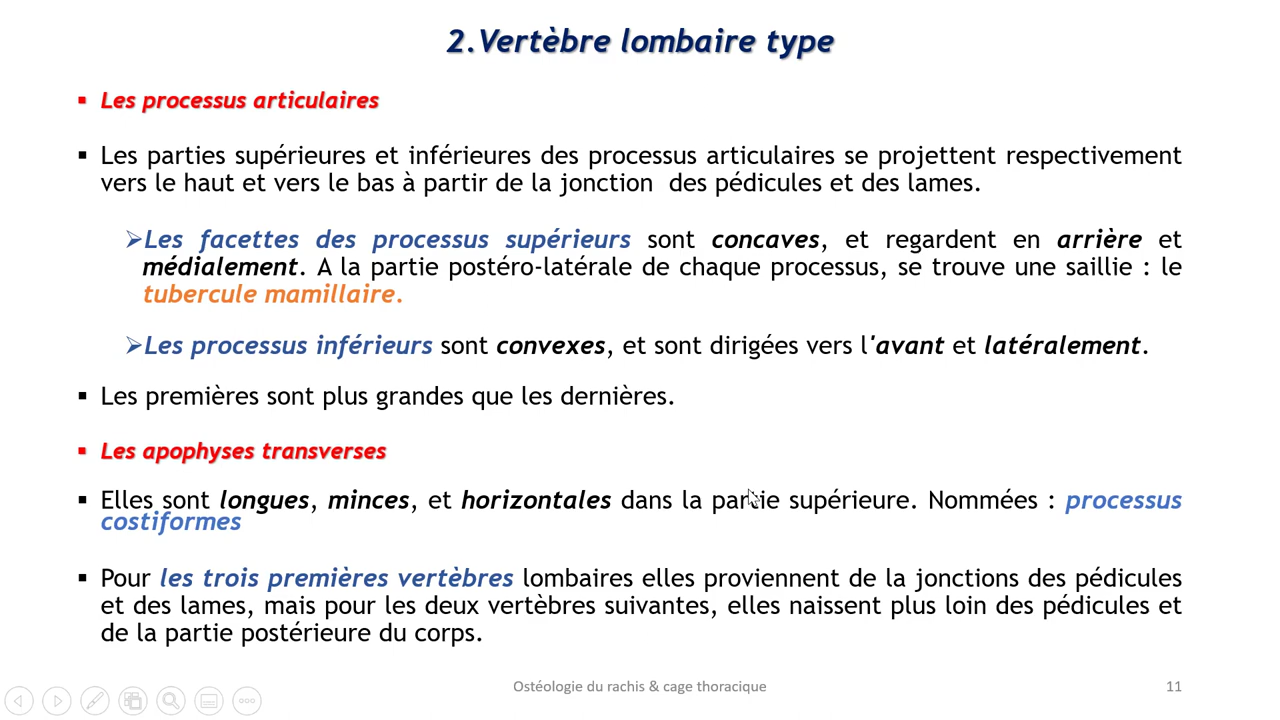 2.Vertèbre lombaire type
▪ Les processus articulaires
▪ Les parties supérieures et inférieures des processus articulaires se projettent respectivement
vers le haut et vers le bas à partir de la jonction des pédicules et des lames.
➢Les facettes des processus supérieurs sont concaves, et regardent en arrière et
médialement. A la partie postéro-latérale de chaque processus, se trouve une saillie : le
tubercule mamillaire.
➢Les processus inférieurs sont convexes, et sont dirigées vers l'avant et latéralement.
▪ Les premières sont plus grandes que les dernières.
▪ Les apophyses transverses
▪ Elles sont longues, minces, et horizontales dans la partie supérieure. Nommées : processus
costiformes
▪ Pour les trois premières vertèbres lombaires elles proviennent de la jonctions des pédicules
et des lames, mais pour les deux vertèbres suivantes, elles naissent plus loin des pédicules et
de la partie postérieure du corps.
Ostéologie du rachis & cage thoracique
11